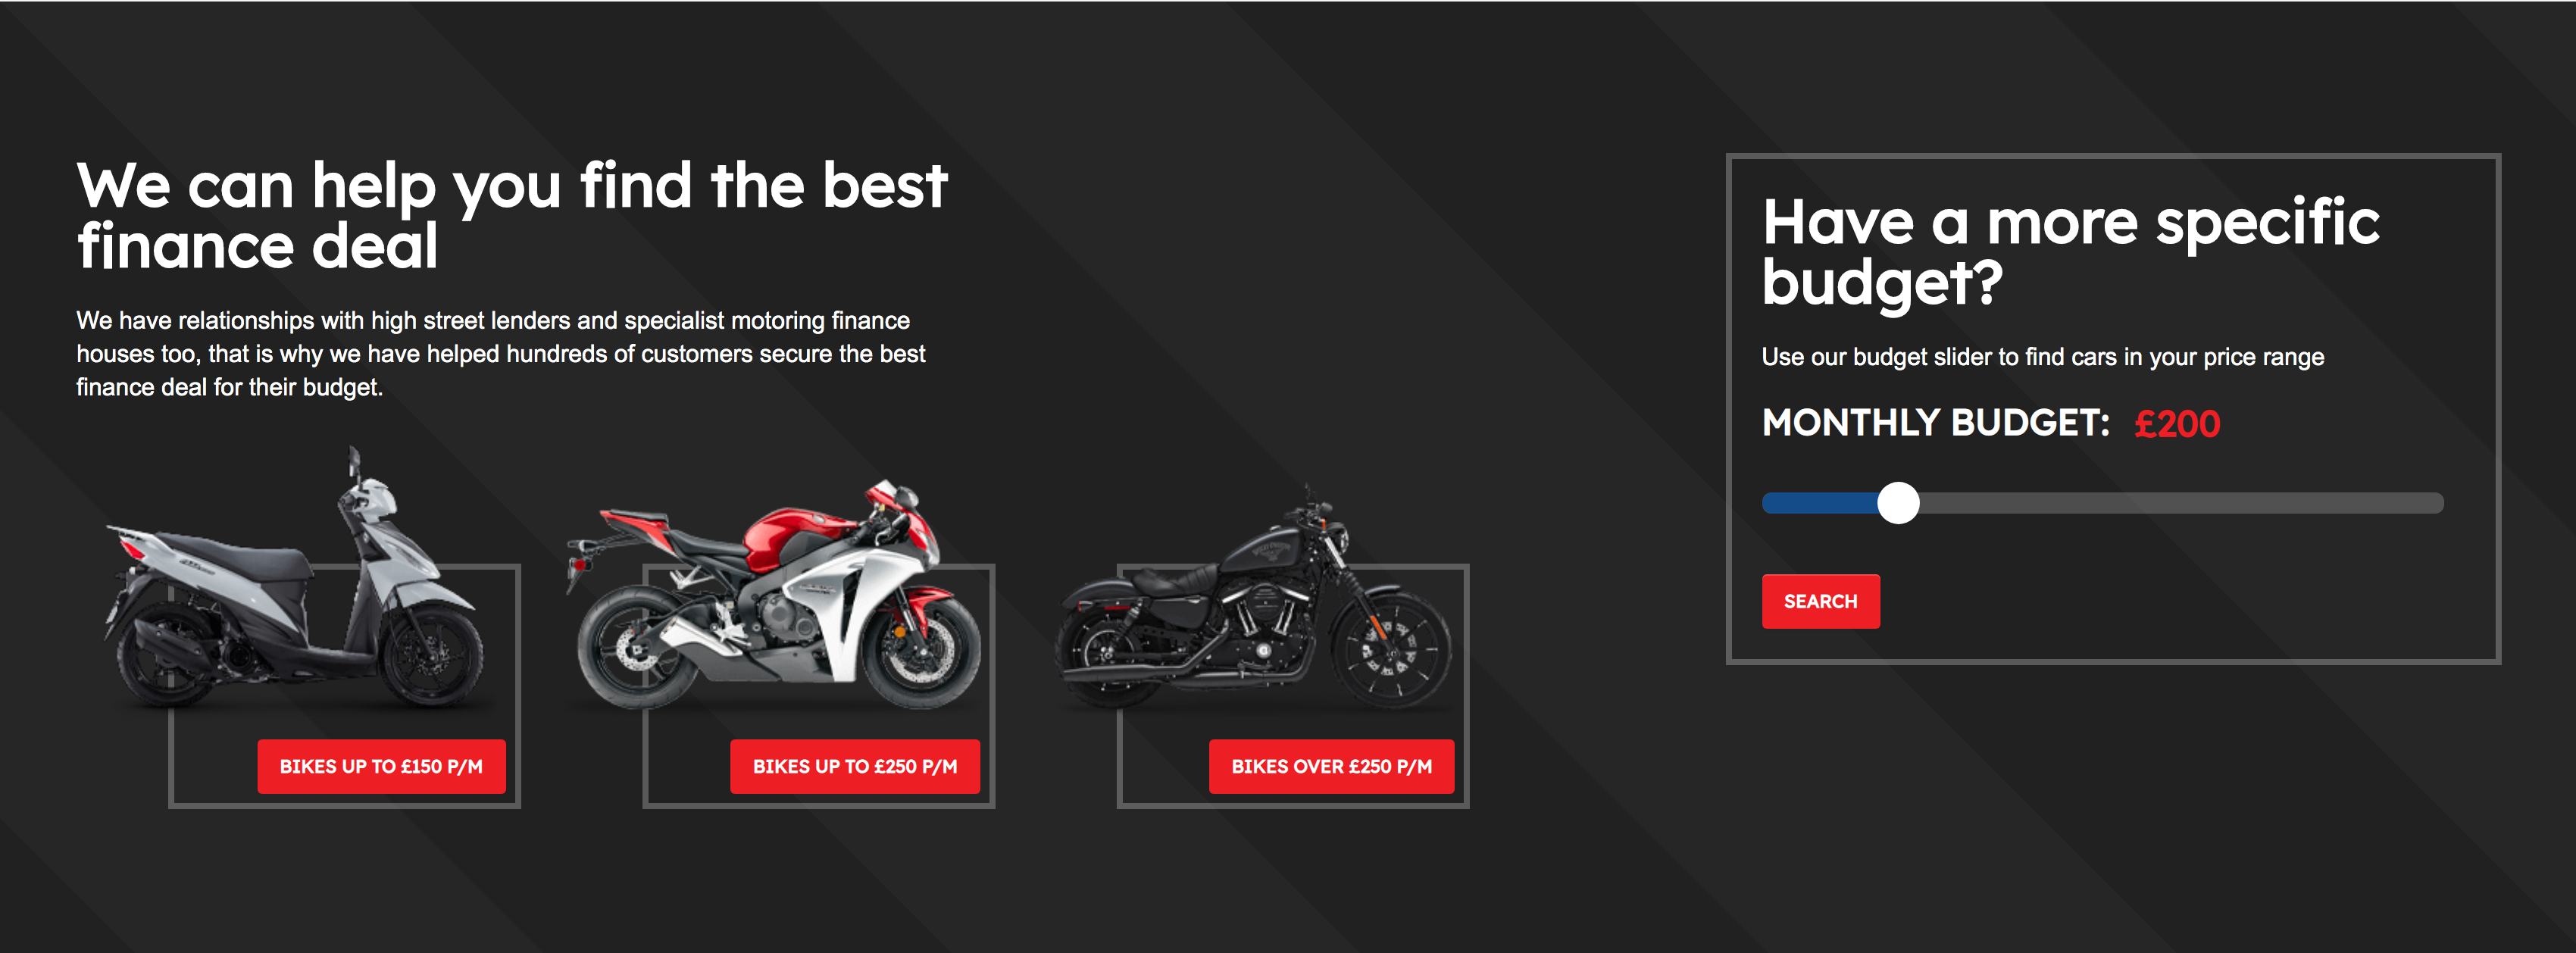 We can help you find the best
finance deal
We have relationships with high street lenders and specialist motoring finance
houses too, that is why we have helped hundreds of customers secure the best
finance deal for their budget.
BIKES UP TO £150 P/M
BIKES UP TO £250 P/M
BIKES OVER £250 P/M
Have a more specific
budget?
Use our budget slider to find cars in your price range
MONTHLY BUDGET: £200
SEARCH